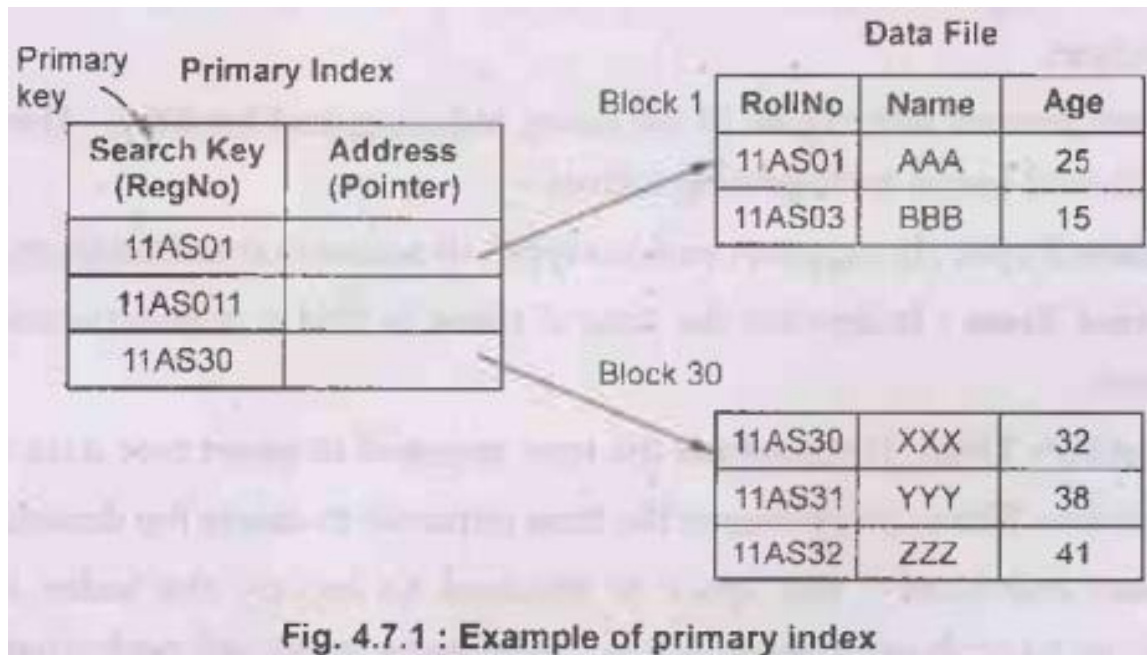 Primary key
Primary Index
Search Key (RegNo) Address (Pointer)
11AS01
11AS011
11AS30
Data File
Block 1
RollNo Name Age
11AS01 AAA 25
11AS03 BBB 15
Block 30
11AS30 XXX 32
11AS31 YYY 38
11AS32 ZZZ 41
Fig. 4.7.1 : Example of primary index